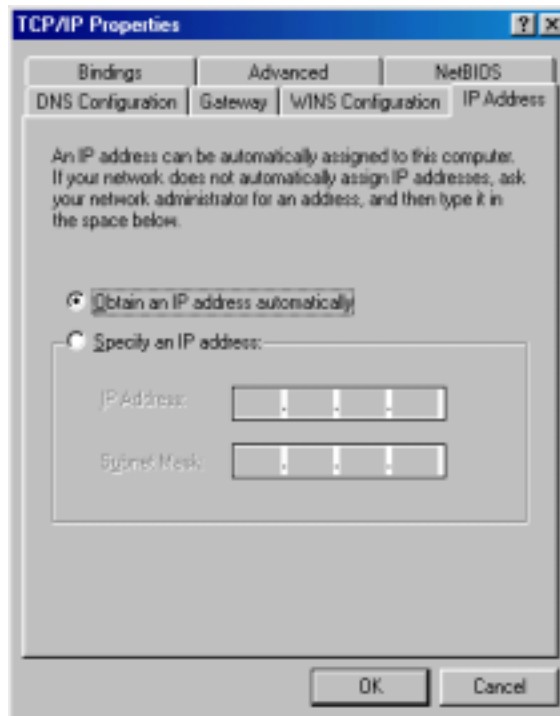 TCP/IP Properties
Bindings Advanced NetBIOS
DNS Configuration Gateway WINS Configuration IP Address
An IP address can be automatically assigned to this computer.
If your network does not automatically assign IP addresses, ask
your network administrator for an address, and then type it in
the space below.
Obtain an IP address automatically
Specify an IP address:
IP Address:
Subnet Mask:
OK Cancel